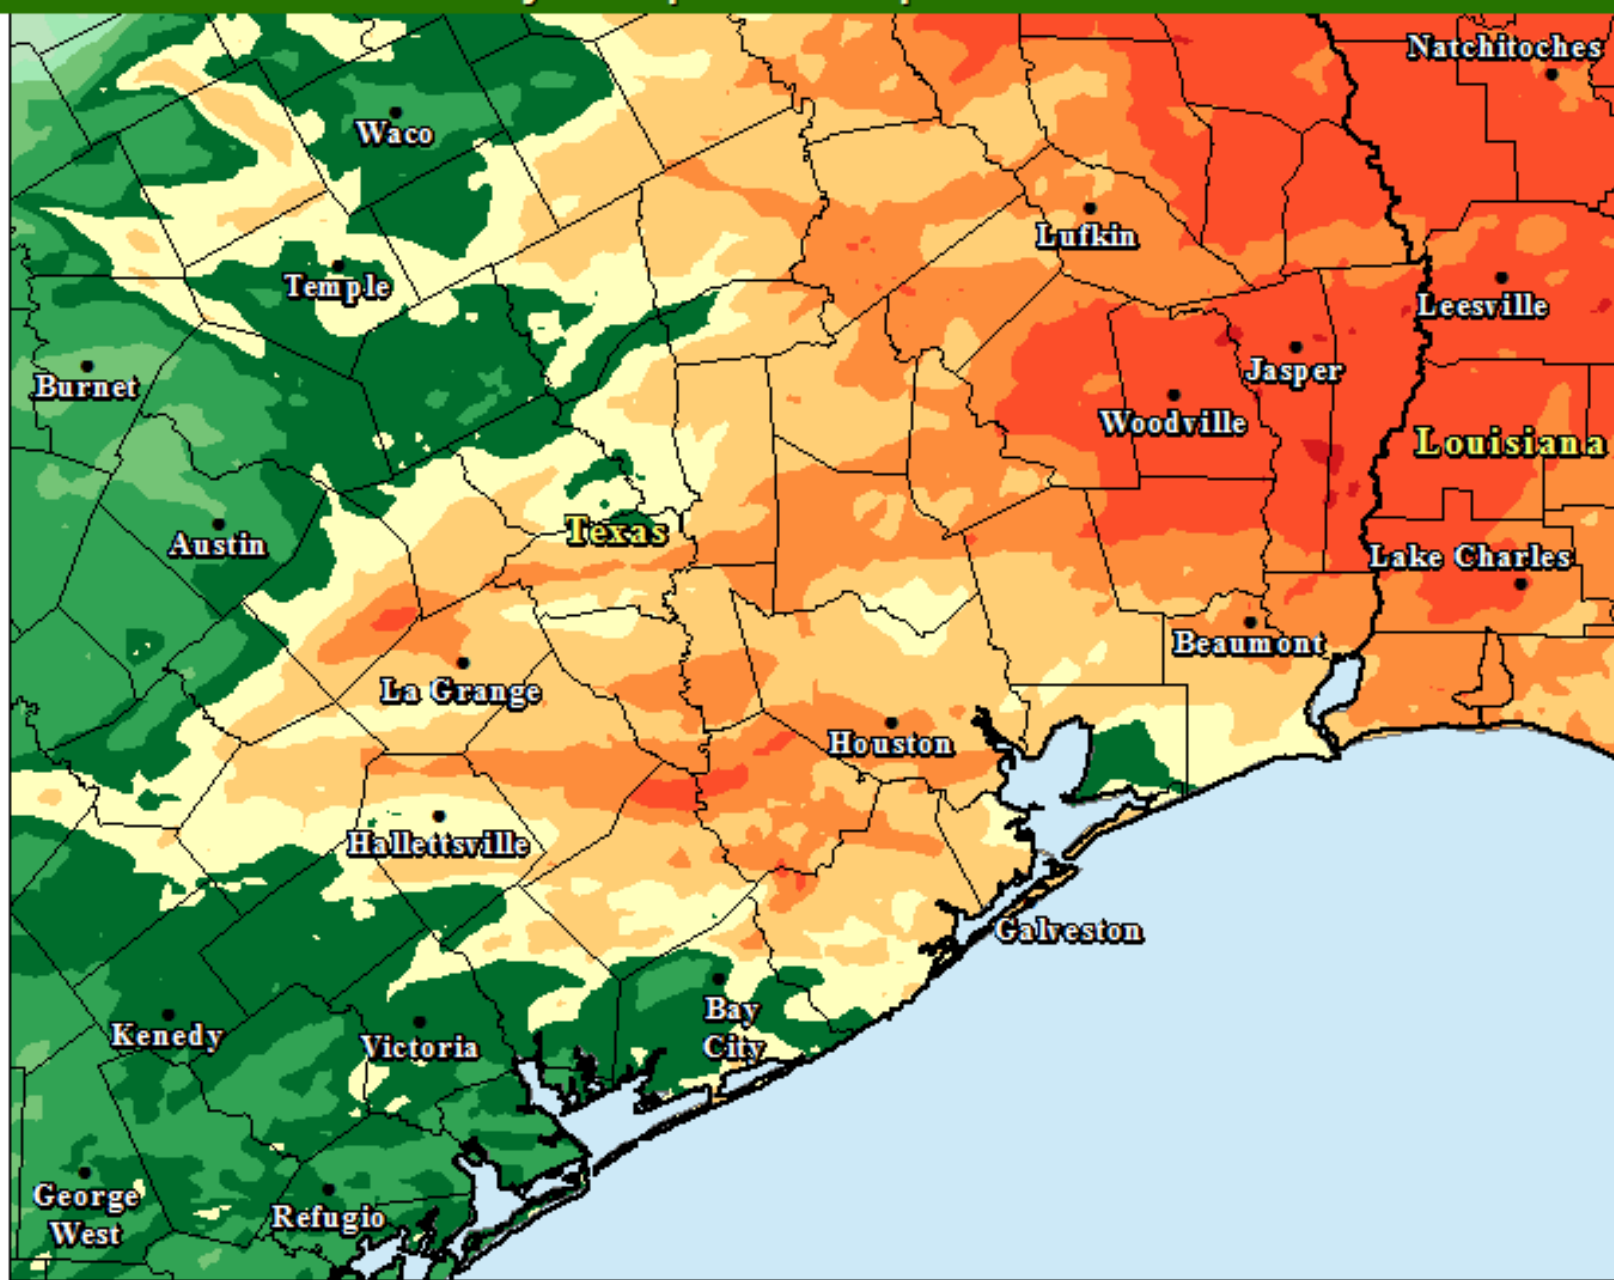 Natchitoches
Waco
Lufkin
Temple
Leesville
Burnet
Jasper
Woodville
Louisiana
Texas
Austin
Lake Charles
Beaumont
La Grange
Houston
Hallettsville
Galveston
Bay
City
Kenedy
Victoria
George
West
Refugio